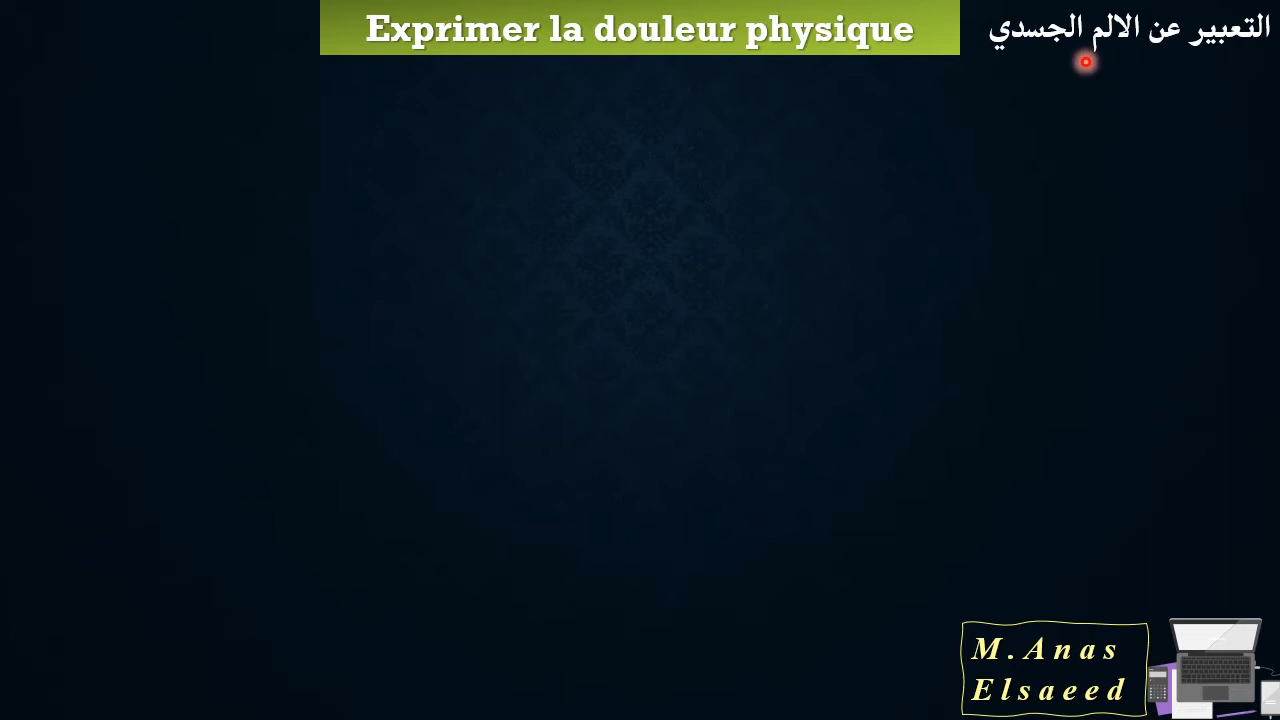 Exprimer la douleur physique
التعبير عن الالم الجسدي
M.Anas
Elsaeed